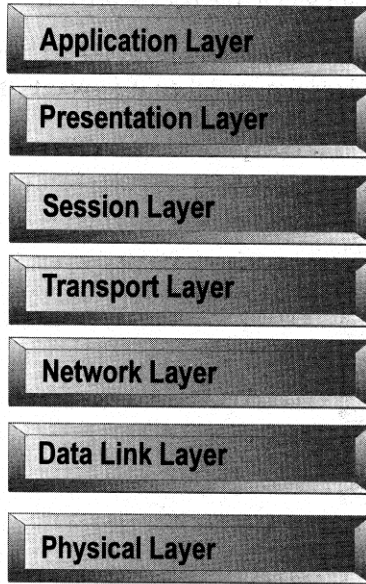 Application Layer
Presentation Layer
Session Layer
Transport Layer
Network Layer
Data Link Layer
Physical Layer